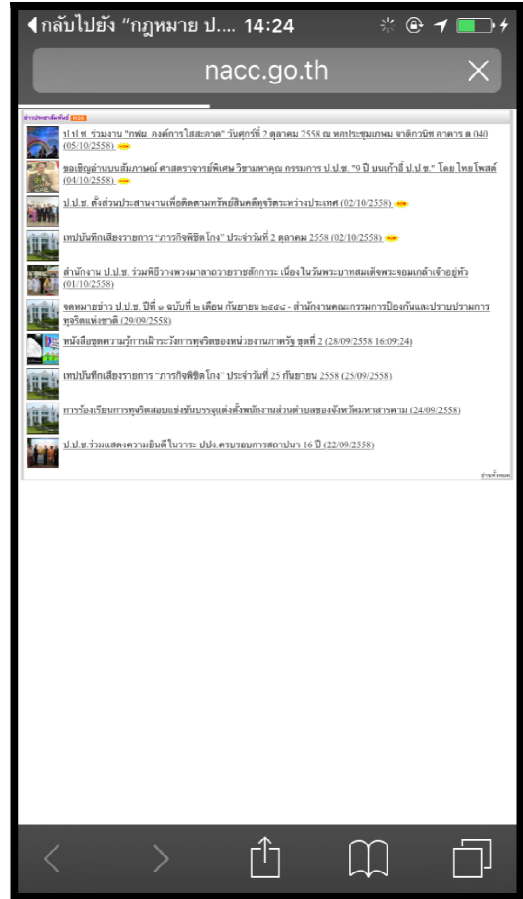 กลับไปยัง “กฎหมาย ป.... 14:24
nacc.go.th
ข่าวประชาสัมพันธ์ RSS
ป.ป.ช. ร่วมงาน "กฟผ. องค์การใสสะอาด" วันศุกร์ที่ 2 ตุลาคม 2558 ณ หอประชุมเกษม จาติกวนิช อาคาร ต.040
(05/10/2558)
ขอเชิญอ่านบทสัมภาษณ์ ศาสตราจารย์พิเศษ วิชา มหาคุณ กรรมการ ป.ป.ช. "9 ปี บนเก้าอี้ ป.ป.ช." โดย ไทยโพสต์
(04/10/2558)
ป.ป.ช. ตั้งส่วนประสานงานเพื่อติดตามทรัพย์สินคดีทุจริตระหว่างประเทศ (02/10/2558)
เทปบันทึกเสียงรายการ "ภารกิจพิชิตโกง" ประจำวันที่ 2 ตุลาคม 2558 (02/10/2558)
สำนักงาน ป.ป.ช. ร่วมพิธีวางพวงมาลาถวายราชสักการะ เนื่องในวันพระบาทสมเด็จพระจอมเกล้าเจ้าอยู่หัว
(01/10/2558)
จดหมายข่าว ป.ป.ช. ปีที่ ๑ ฉบับที่ ๒ เดือน กันยายน ๒๕๕๘ - สำนักงานคณะกรรมการป้องกันและปราบปรามการ
ทุจริตแห่งชาติ (29/09/2558)
หนังสือชุดความรู้การเฝ้าระวังการทุจริตของหน่วยงานภาครัฐ ชุดที่ 2 (28/09/2558 16:09:24)
เทปบันทึกเสียงรายการ "ภารกิจพิชิตโกง" ประจำวันที่ 25 กันยายน 2558 (25/09/2558)
การร้องเรียนการทุจริตสอบแข่งขันบรรจุแต่งตั้งพนักงานส่วนตำบลของจังหวัดมหาสารคาม (24/09/2558)
ป.ป.ช.ร่วมแสดงความยินดีในวาระ ปปง.ครบรอบการสถาปนา 16 ปี (22/09/2558)
อ่านทั้งหมด